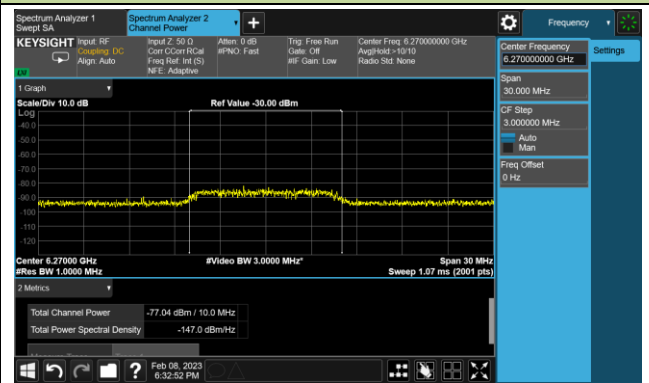 Spectrum Analyzer 1
Swept SA
Spectrum Analyzer 2
Channel Power
Frequency
KEYSIGHT
Input: RF
Coupling: DC
Align: Auto
Input Z: 50 Ω
Corr CCorr RCal
Freq Ref: Int (S)
NFE: Adaptive
Atten: 0 dB
#PNO: Fast
Trig: Free Run
Gate: Off
#IF Gain: Low
Center Freq: 6.270000000 GHz
Avg|Hold:>10/10
Radio Std: None
Center Frequency
6.270000000 GHz
Settings
Span
30.000 MHz
CF Step
3.000000 MHz
Auto
Man
Freq Offset
0 Hz
1 Graph
Scale/Div 10.0 dB
Ref Value -30.00 dBm
Log
-40.0
-50.0
-60.0
-70.0
-80.0
-90.0
-100
-110
-120
Center 6.27000 GHz
#Video BW 3.0000 MHz*
Span 30 MHz
#Res BW 1.0000 MHz
Sweep 1.07 ms (2001 pts)
2 Metrics
Total Channel Power -77.04 dBm / 10.0 MHz
Total Power Spectral Density -147.0 dBm/Hz
?
Feb 08, 2023
6:32:52 PM